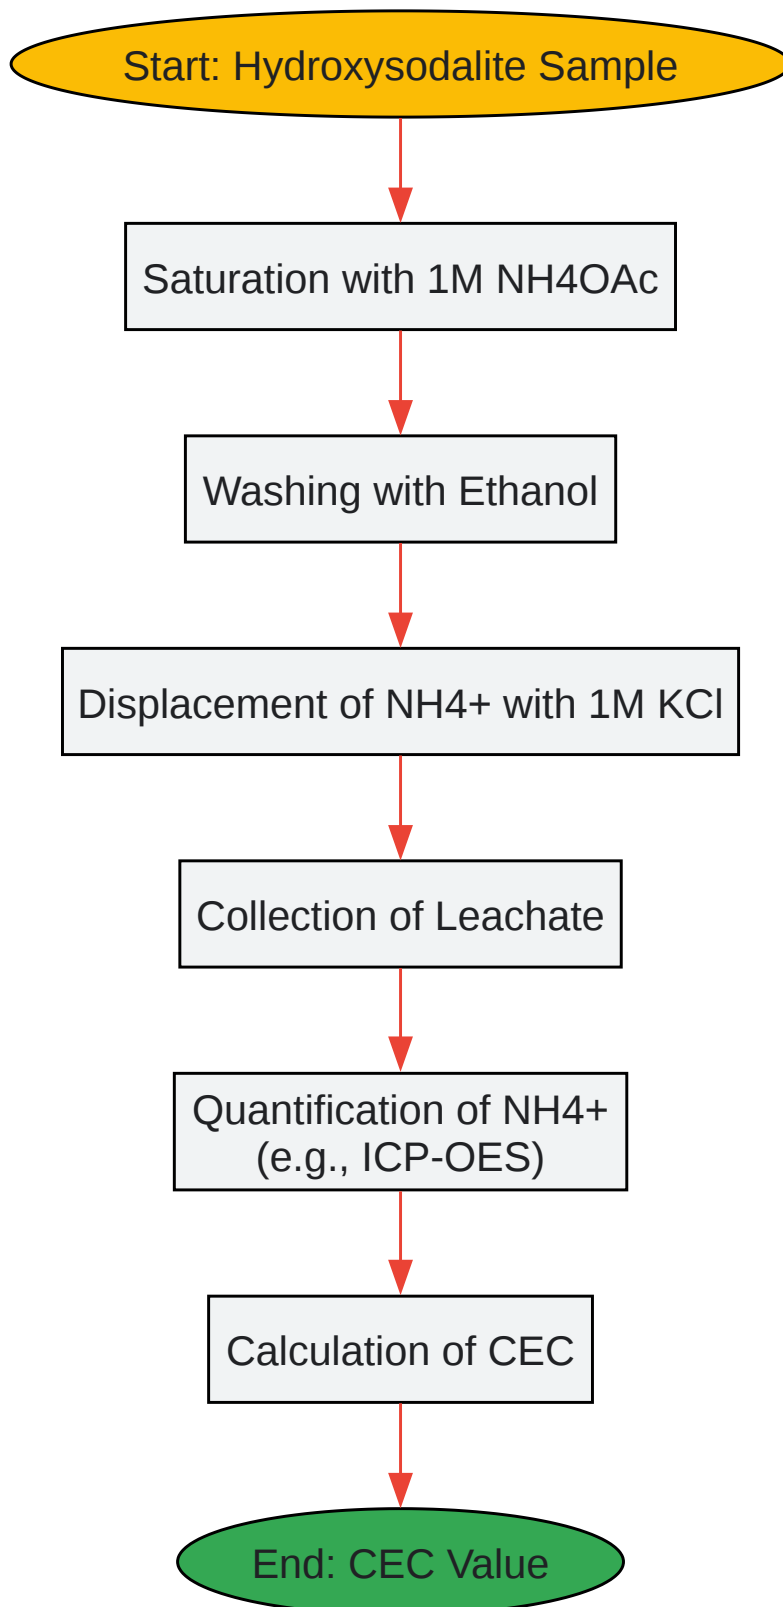 Start: Hydroxysodalite Sample
Saturation with 1M NH4OAc
Washing with Ethanol
Displacement of NH4+ with 1M KCl
Collection of Leachate
Quantification of NH4+
(e.g., ICP-OES)
Calculation of CEC
End: CEC Value